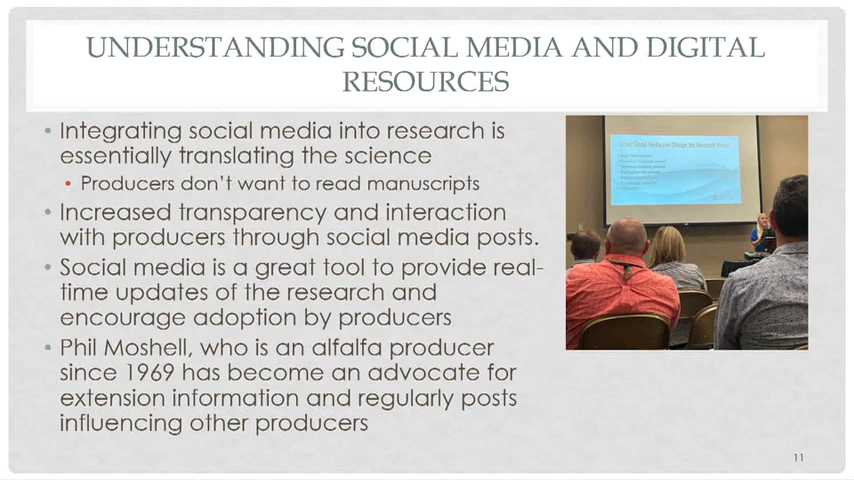 UNDERSTANDING SOCIAL MEDIA AND DIGITAL
RESOURCES
• Integrating social media into research is
essentially translating the science
• Producers don't want to read manuscripts
• Increased transparency and interaction
with producers through social media posts.
• Social media is a great tool to provide real-
time updates of the research and
encourage adoption by producers
• Phil Moshell, who is an alfalfa producer
since 1969 has become an advocate for
extension information and regularly posts
influencing other producers
11